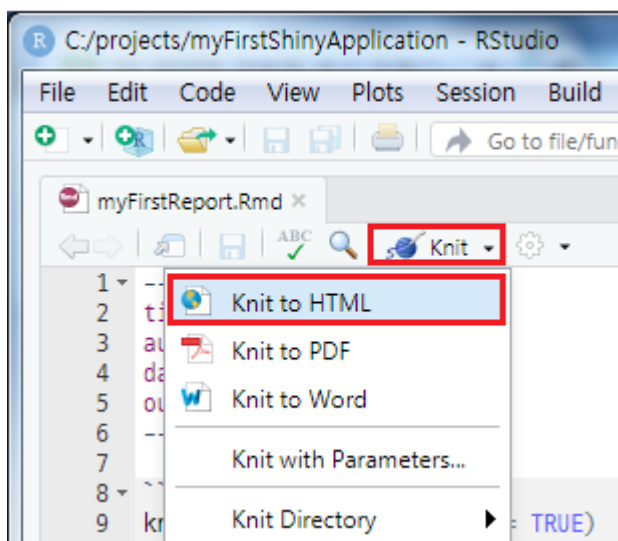 R C:/projects/myFirstShinyApplication - RStudio
File Edit Code View Plots Session Build
Go to file/fun
myFirstReport.Rmd
ABC Knit
1 --
2 ti Knit to HTML
3 au Knit to PDF
4 da
5 ou Knit to Word
6 --
7 Knit with Parameters...
8 ``
9 kr Knit Directory = TRUE)